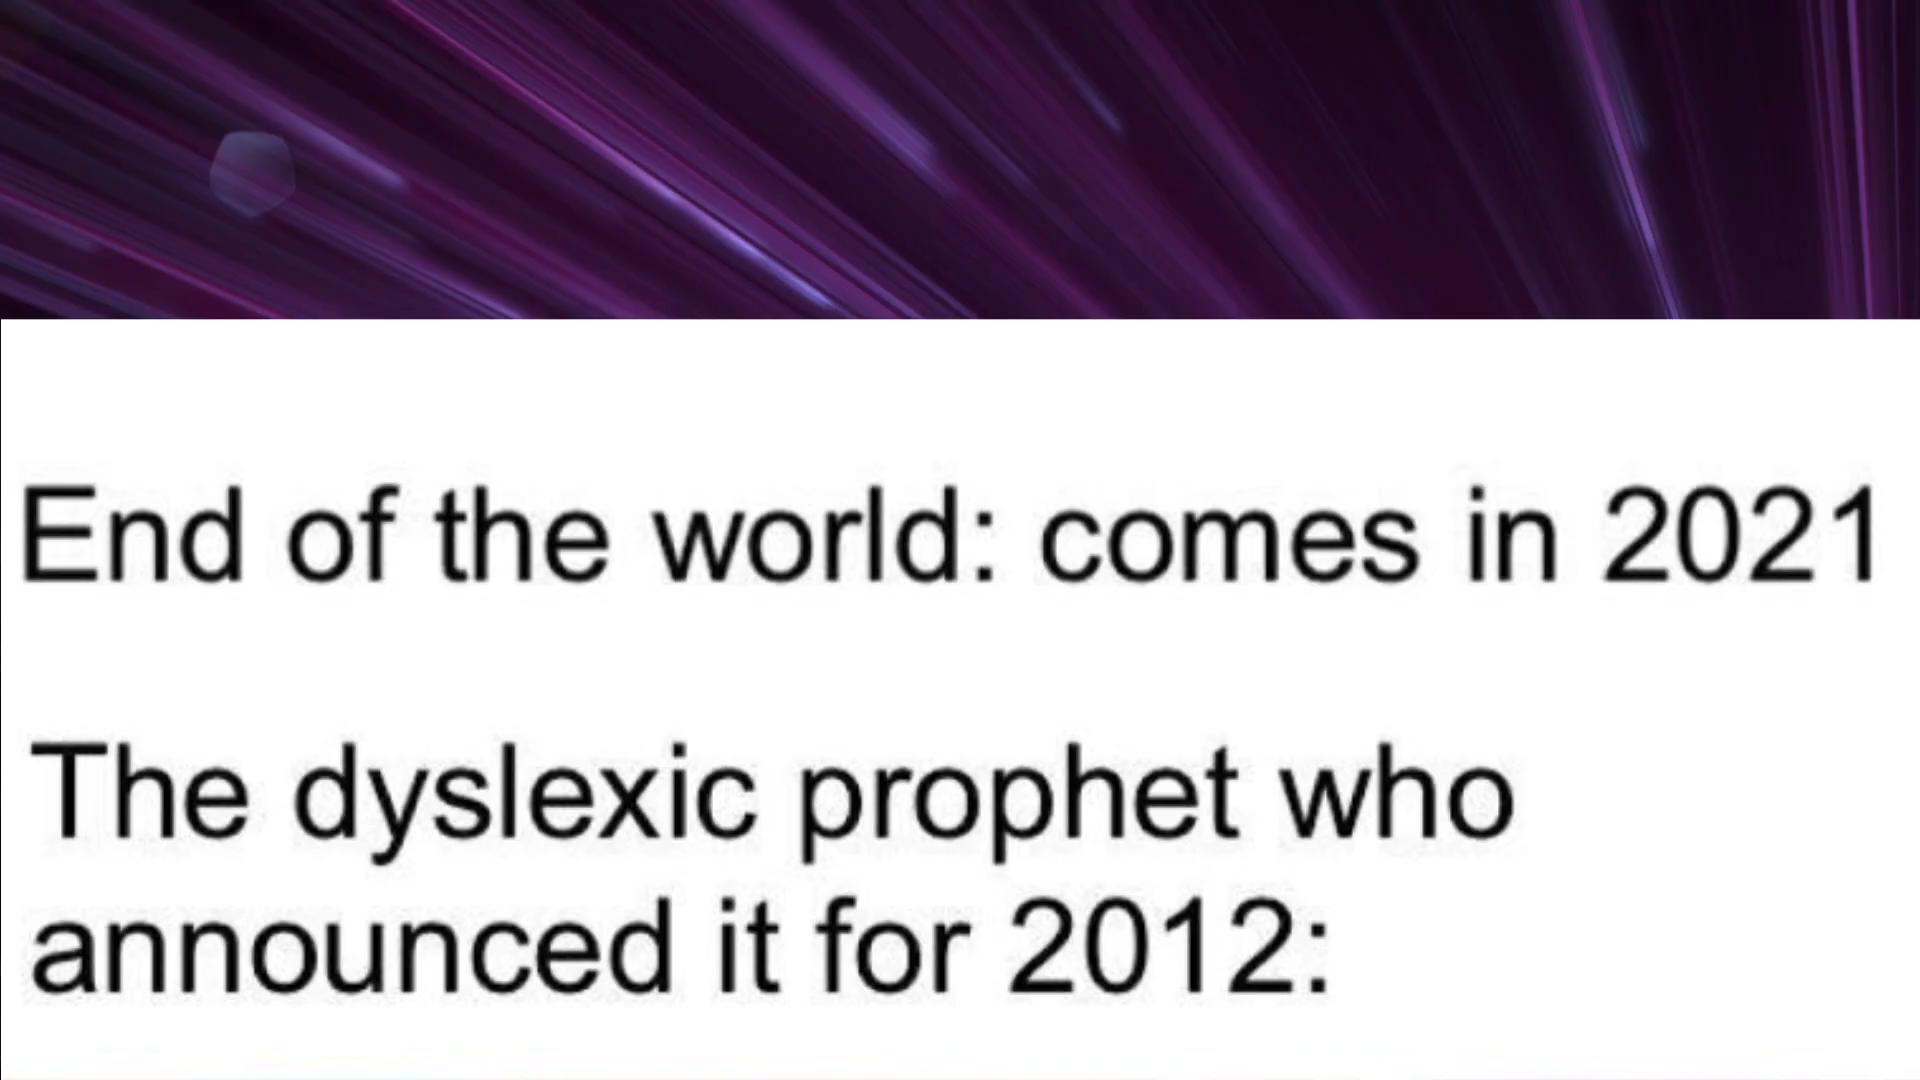 End of the world: comes in 2021
The dyslexic prophet who
announced it for 2012: